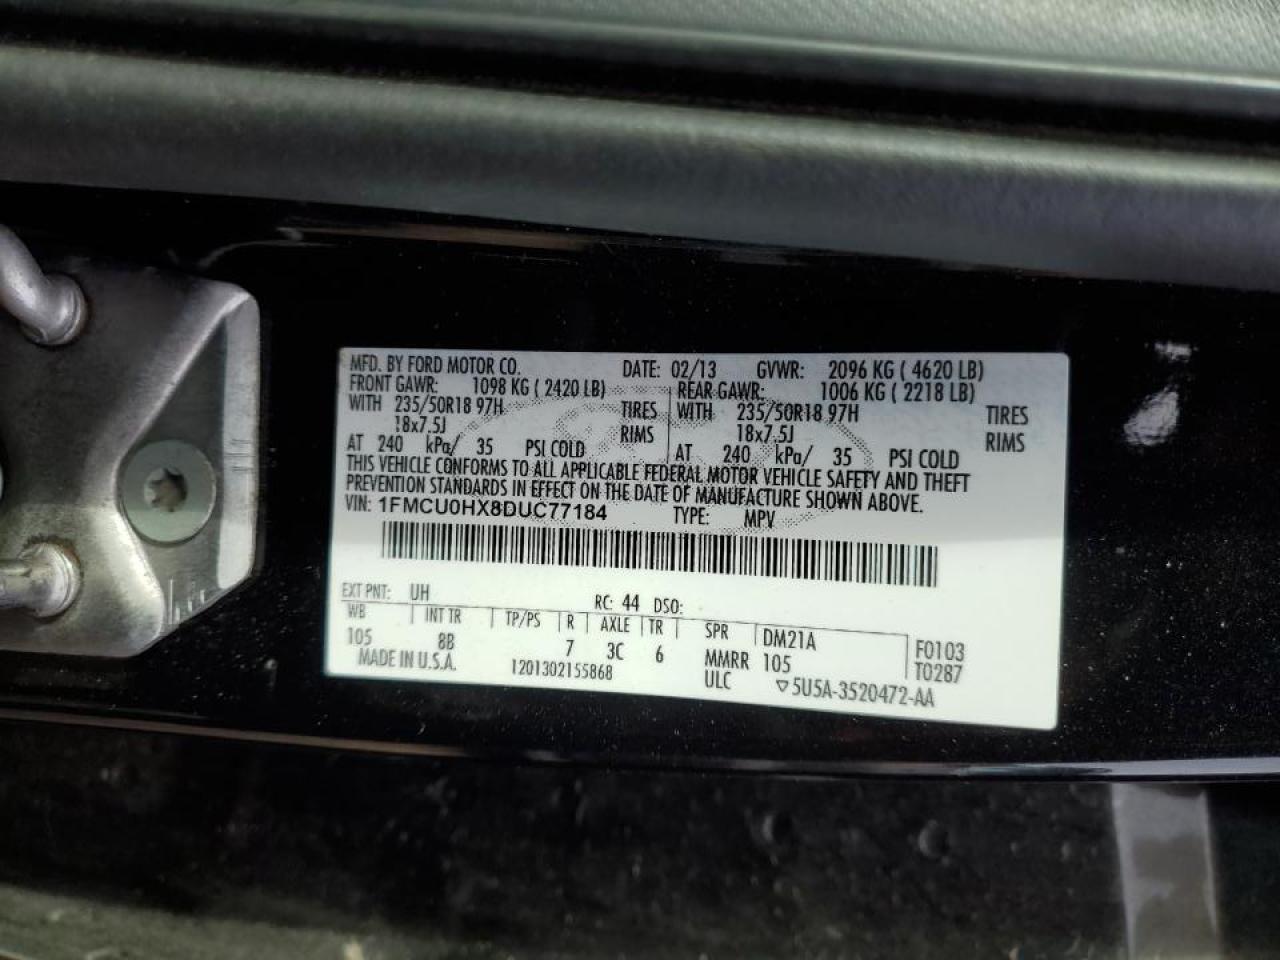 MFD. BY FORD MOTOR CO. DATE: 02/13 GVWR: 2096 KG ( 4620 LB)
FRONT GAWR: 1098 KG ( 2420 LB) REAR GAWR: 1006 KG ( 2218 LB)
WITH 235/50R18 97H TIRES WITH 235/50R18 97H TIRES
18x7.5J RIMS 18x7.5J RIMS
AT 240 kPa/ 35 PSI COLD AT 240 kPa/ 35 PSI COLD
THIS VEHICLE CONFORMS TO ALL APPLICABLE FEDERAL MOTOR VEHICLE SAFETY AND THEFT
PREVENTION STANDARDS IN EFFECT ON THE DATE OF MANUFACTURE SHOWN ABOVE.
VIN: 1FMCU0HX8DUC77184 TYPE: MPV
EXT PNT: UH RC: 44 DSO:
WB INT TR TP/PS R AXLE TR SPR DM21A F0103
105 8B 7 3C 6 MMRR 105 T0287
MADE IN U.S.A. 1201302155868 ULC ▽5U5A-3520472-AA